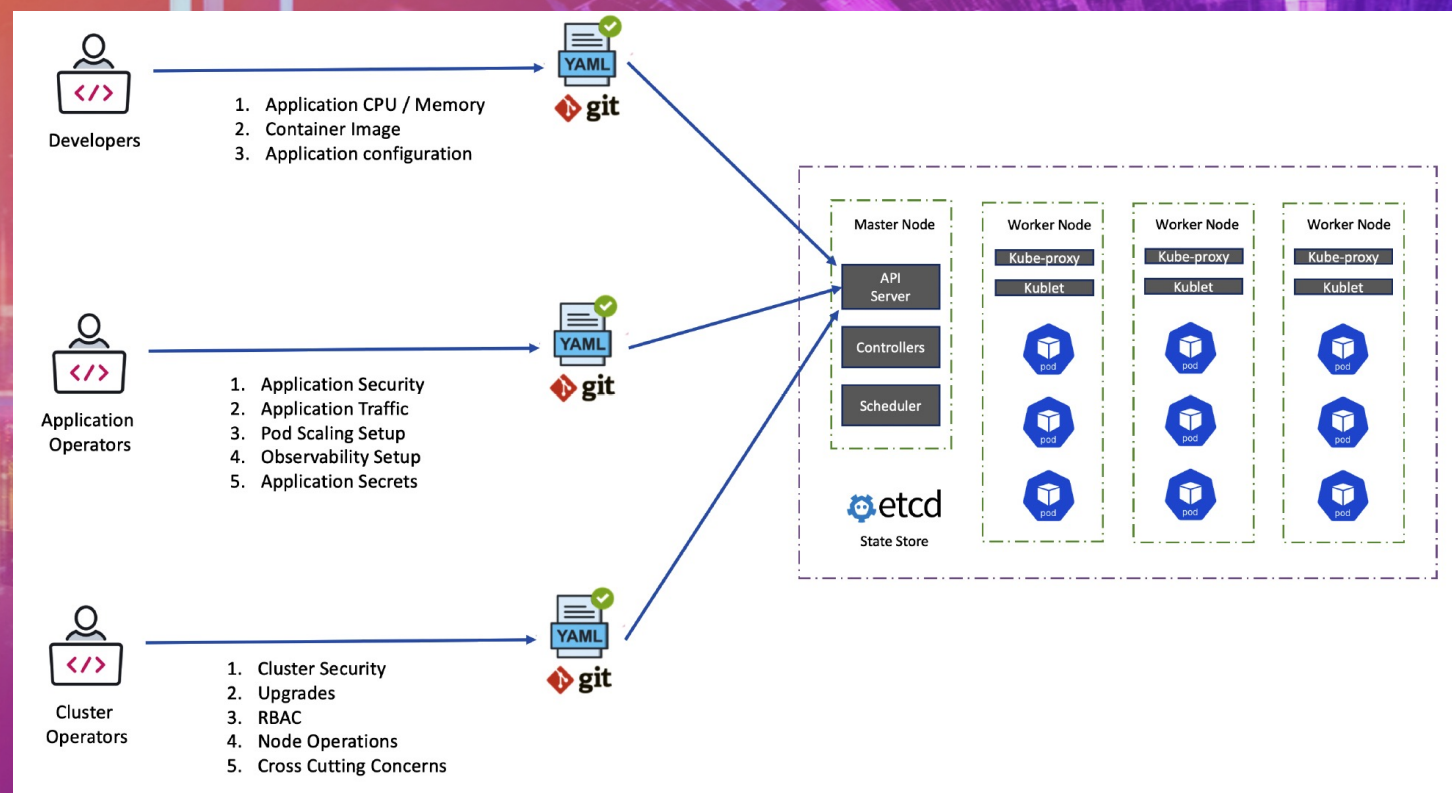 Developers
1. Application CPU / Memory
2. Container Image
3. Application configuration
YAML
git
Application
Operators
1. Application Security
2. Application Traffic
3. Pod Scaling Setup
4. Observability Setup
5. Application Secrets
YAML
git
Cluster
Operators
1. Cluster Security
2. Upgrades
3. RBAC
4. Node Operations
5. Cross Cutting Concerns
YAML
git
Master Node
API
Server
Controllers
Scheduler
etcd
State Store
Worker Node
Kube-proxy
Kublet
pod
pod
pod
Worker Node
Kube-proxy
Kublet
pod
pod
pod
Worker Node
Kube-proxy
Kublet
pod
pod
pod